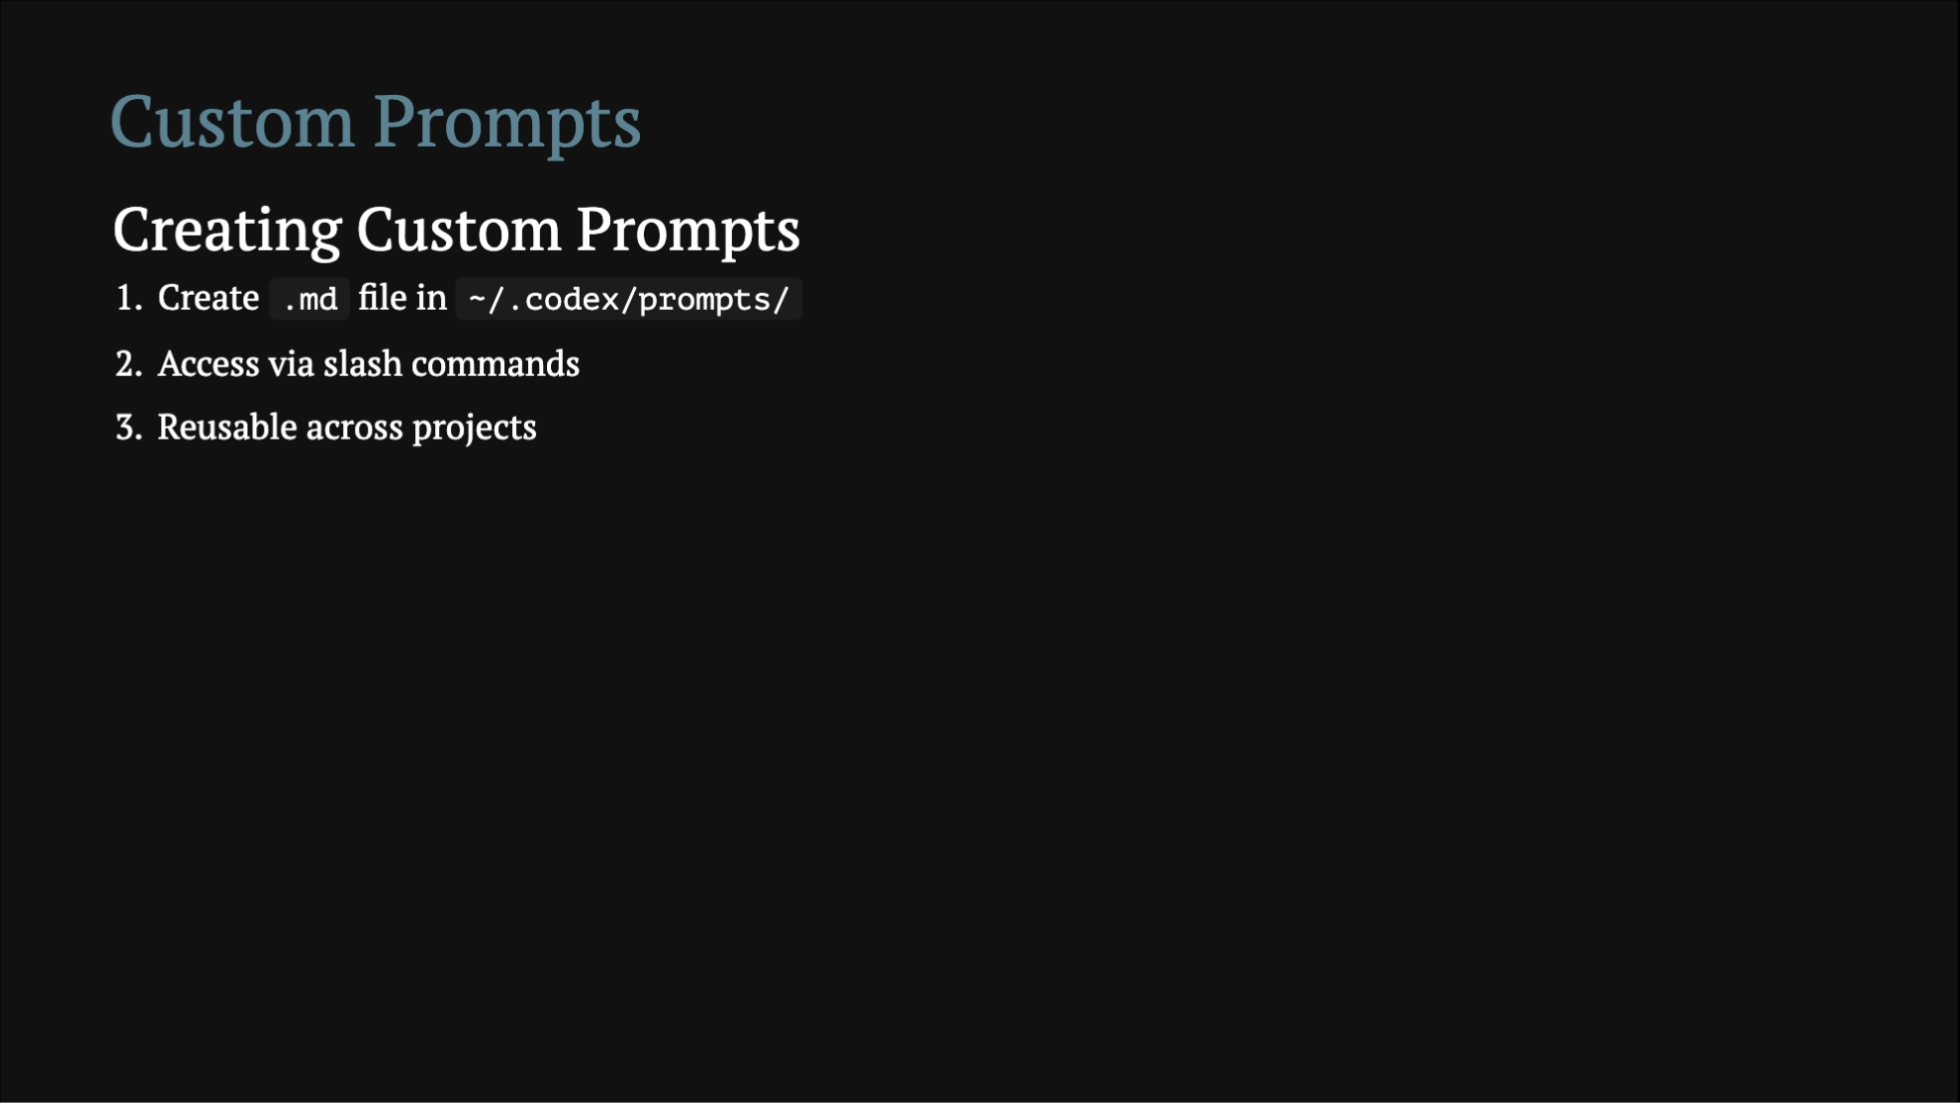 Custom Prompts
Creating Custom Prompts
1. Create .md file in ~/.codex/prompts/
2. Access via slash commands
3. Reusable across projects